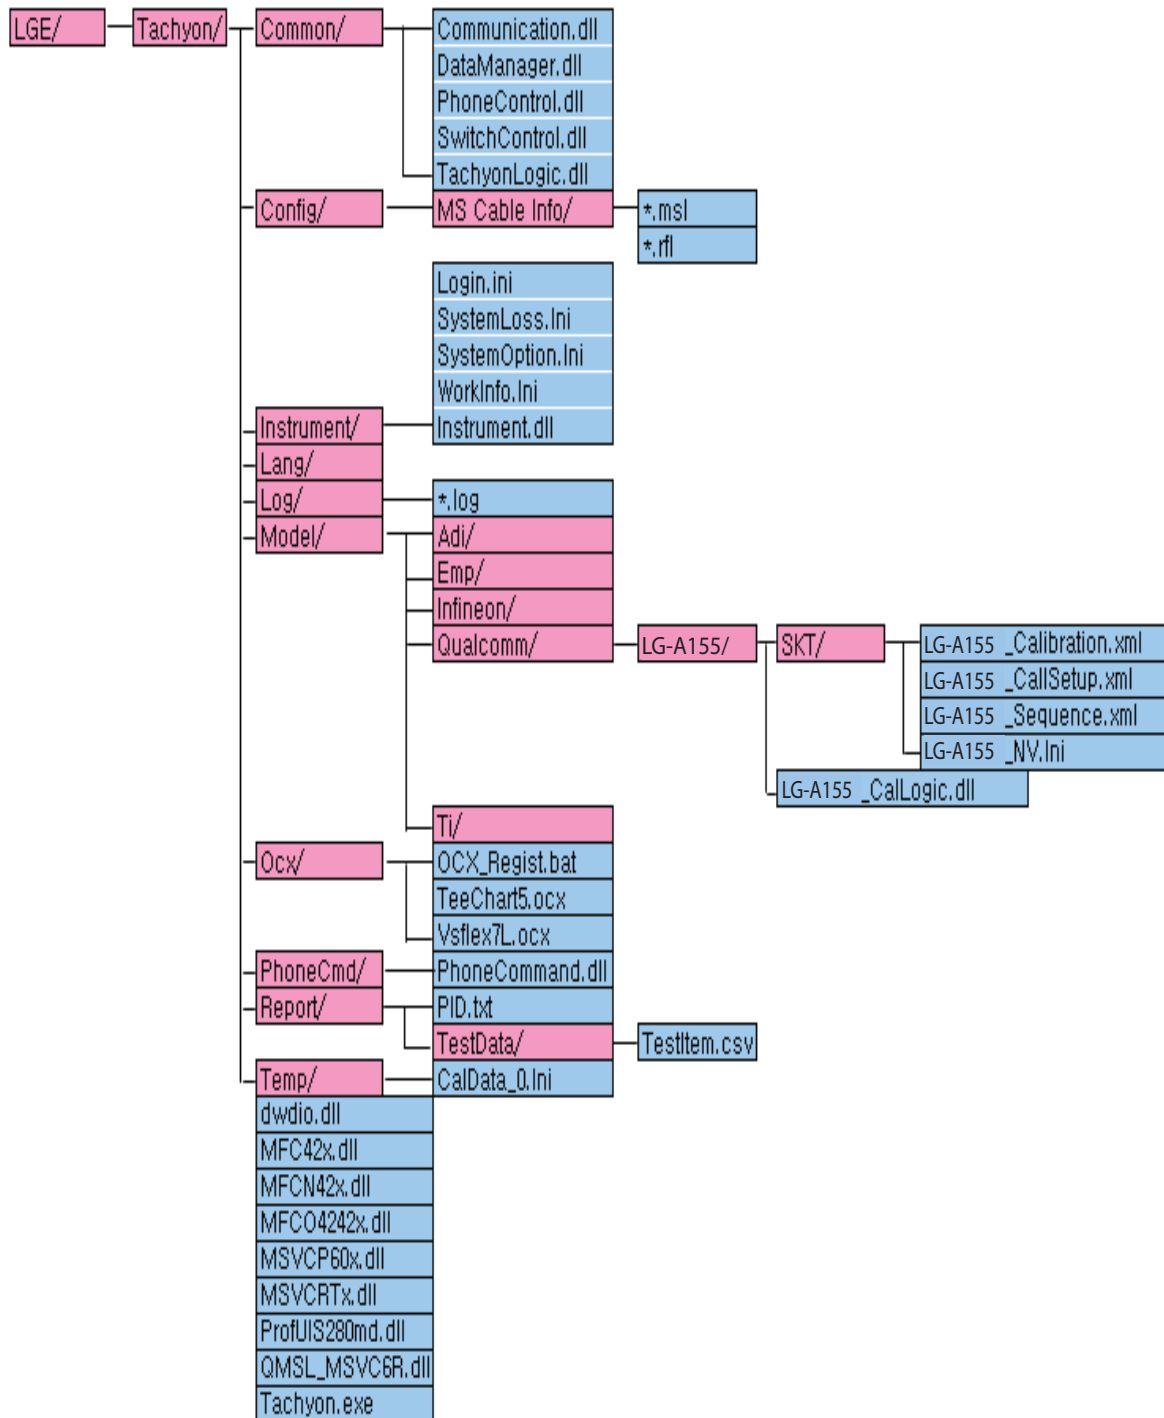 LGE/ Tachyon/ Common/ Communication.dll
DataManager.dll
PhoneControl.dll
SwitchControl.dll
TachyonLogic.dll
Config/ MS Cable Info/ *.msl
*.rfl
Login.ini
SystemLoss.Ini
SystemOption.Ini
WorkInfo.Ini
Instrument/ Instrument.dll
Lang/
Log/ *.log
Model/ Adi/
Emp/
Infineon/
Qualcomm/ LG-A155/ SKT/ LG-A155 _Calibration.xml
LG-A155 _CallSetup.xml
LG-A155 _Sequence.xml
LG-A155 _NV.Ini
LG-A155 _CalLogic.dll
Ti/
Ocx/ OCX_Regist.bat
TeeChart5.ocx
Vsflex7L.ocx
PhoneCmd/ PhoneCommand.dll
Report/ PID.txt
TestData/ TestItem.csv
Temp/ CalData_0.Ini
dwdio.dll
MFC42x.dll
MFCN42x.dll
MFCO4242x.dll
MSVCP60x.dll
MSVCRTx.dll
ProfUIS280md.dll
QMSL_MSVC6R.dll
Tachyon.exe